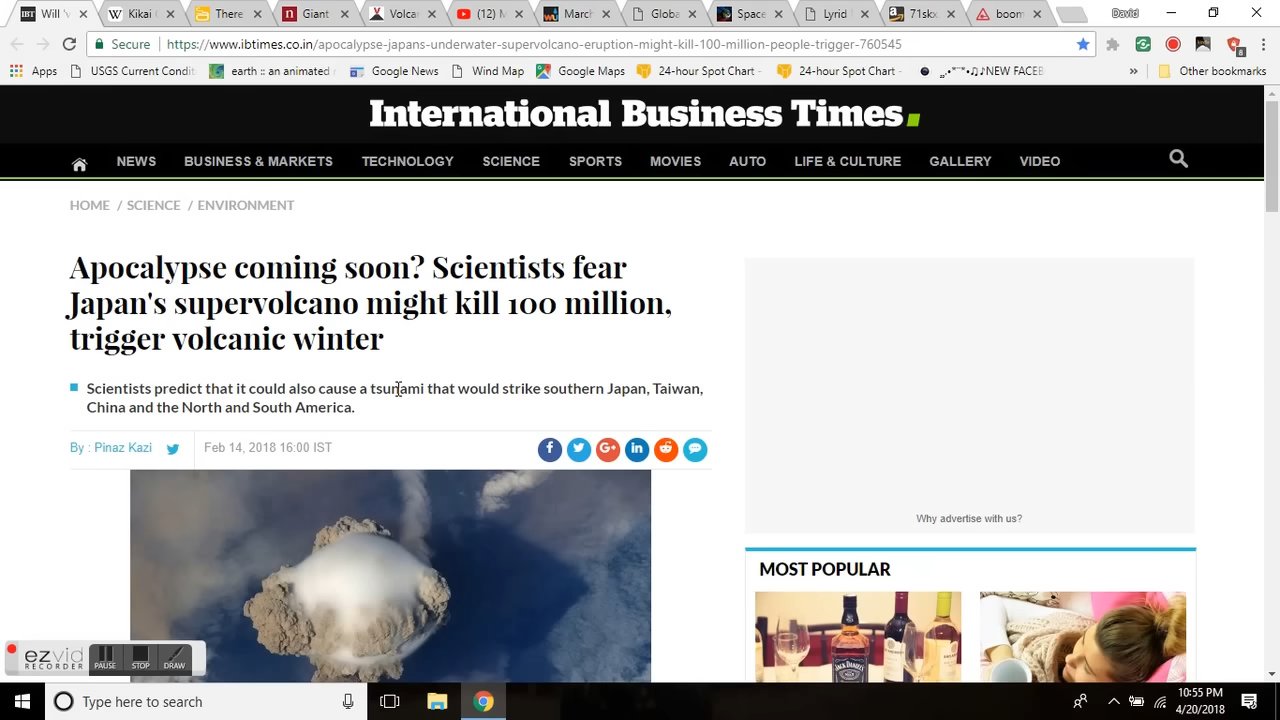 Will '
Kikai
There
Giant
Volca
(12) M
March
Globa
Space
Lyrid
71skx
boom
David
Secure
https://www.ibtimes.co.in/apocalypse-japans-underwater-supervolcano-eruption-might-kill-100-million-people-trigger-760545
6
Apps
USGS Current Condit
earth :: an animated
Google News
Wind Map
Google Maps
24-hour Spot Chart -
24-hour Spot Chart -
NEW FACEB
»
Other bookmarks
International Business Times
NEWS
BUSINESS & MARKETS
TECHNOLOGY
SCIENCE
SPORTS
MOVIES
AUTO
LIFE & CULTURE
GALLERY
VIDEO
HOME / SCIENCE / ENVIRONMENT
Apocalypse coming soon? Scientists fear
Japan's supervolcano might kill 100 million,
trigger volcanic winter
Scientists predict that it could also cause a tsunami that would strike southern Japan, Taiwan,
China and the North and South America.
By : Pinaz Kazi
Feb 14, 2018 16:00 IST
Why advertise with us?
MOST POPULAR
JACK DANIEL'S
ezvid
RECORDER
PAUSE
STOP
DRAW
Type here to search
10:55 PM
4/20/2018